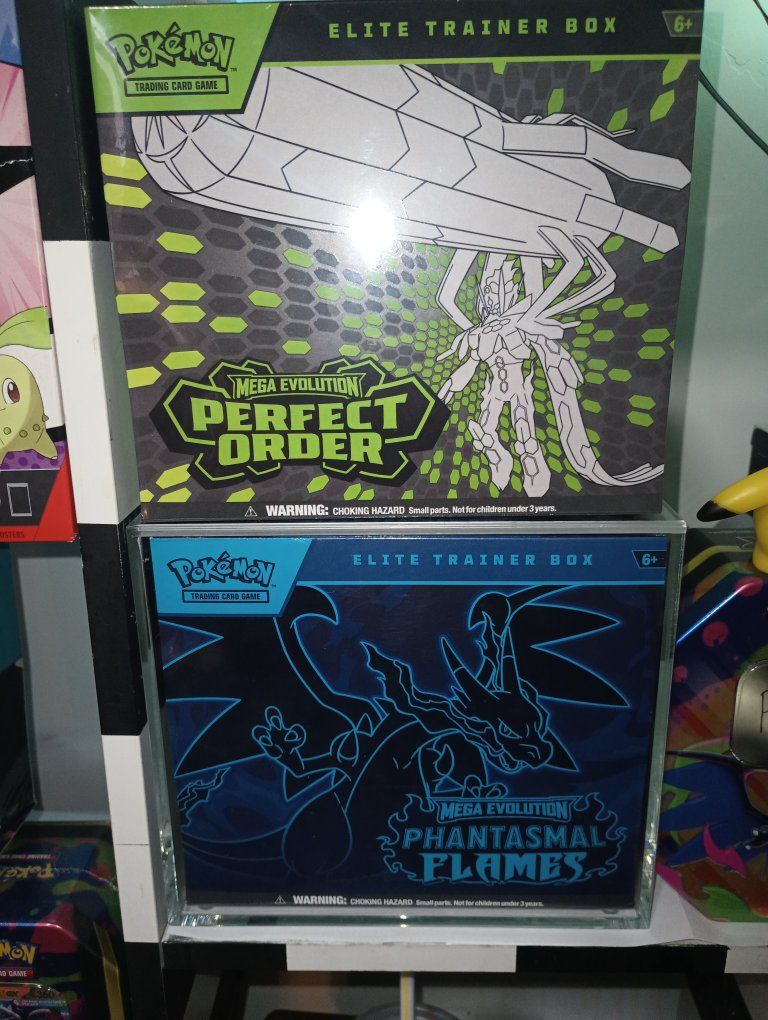 ELITE TRAINER BOX
6+
POKéMON
TRADING CARD GAME
MEGA EVOLUTION
PERFECT
ORDER
WARNING: CHOKING HAZARD Small parts. Not for children under 3 years.
ELITE TRAINER BOX
6+
POKéMON
TRADING CARD GAME
MEGA EVOLUTION
PHANTASMAL
FLAMES
WARNING: CHOKING HAZARD Small parts. Not for children under 3 years.